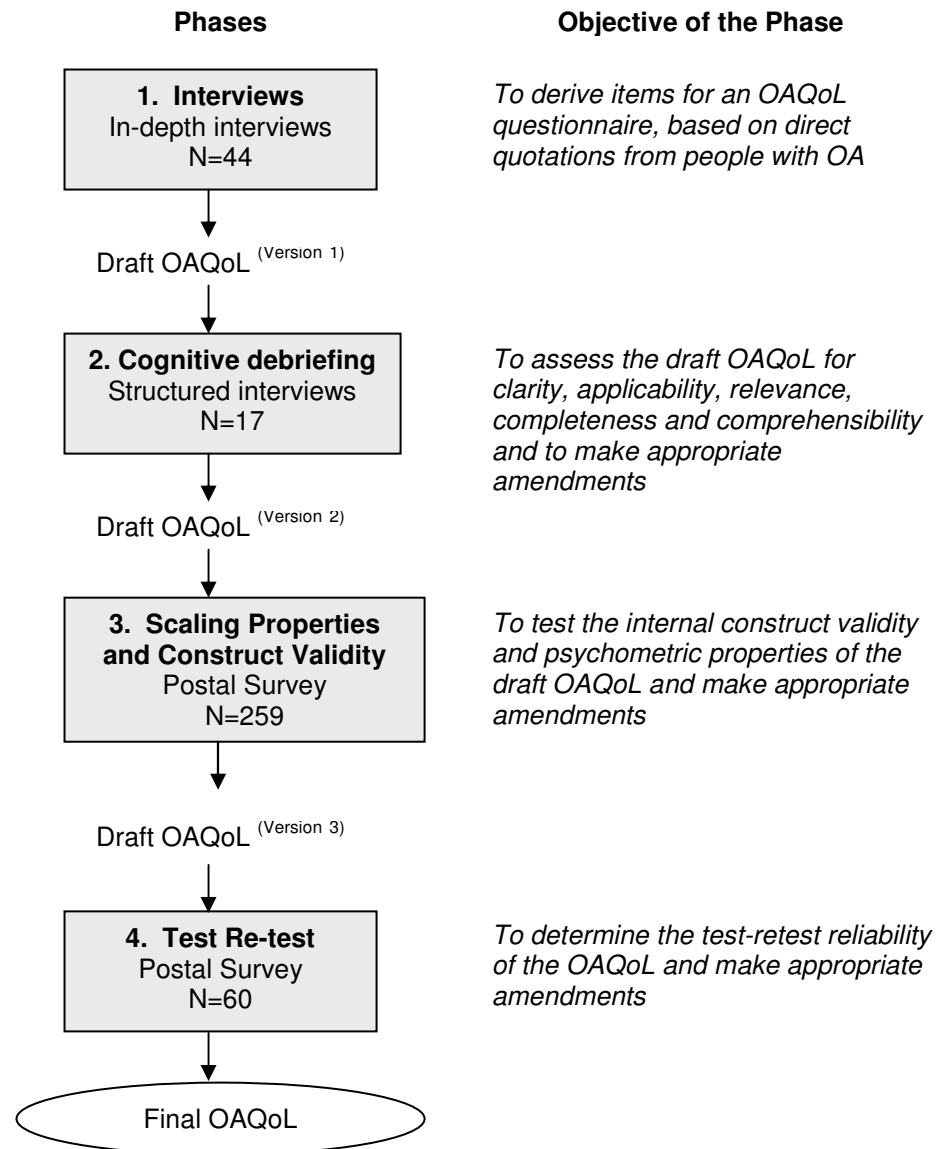 Phases
Objective of the Phase
1. Interviews
In-depth interviews
N=44
To derive items for an OAQoL
questionnaire, based on direct
quotations from people with OA
Draft OAQoL (Version 1)
2. Cognitive debriefing
Structured interviews
N=17
To assess the draft OAQoL for
clarity, applicability, relevance,
completeness and comprehensibility
and to make appropriate
amendments
Draft OAQoL (Version 2)
3. Scaling Properties
and Construct Validity
Postal Survey
N=259
To test the internal construct validity
and psychometric properties of the
draft OAQoL and make appropriate
amendments
Draft OAQoL (Version 3)
4. Test Re-test
Postal Survey
N=60
To determine the test-retest reliability
of the OAQoL and make appropriate
amendments
Final OAQoL